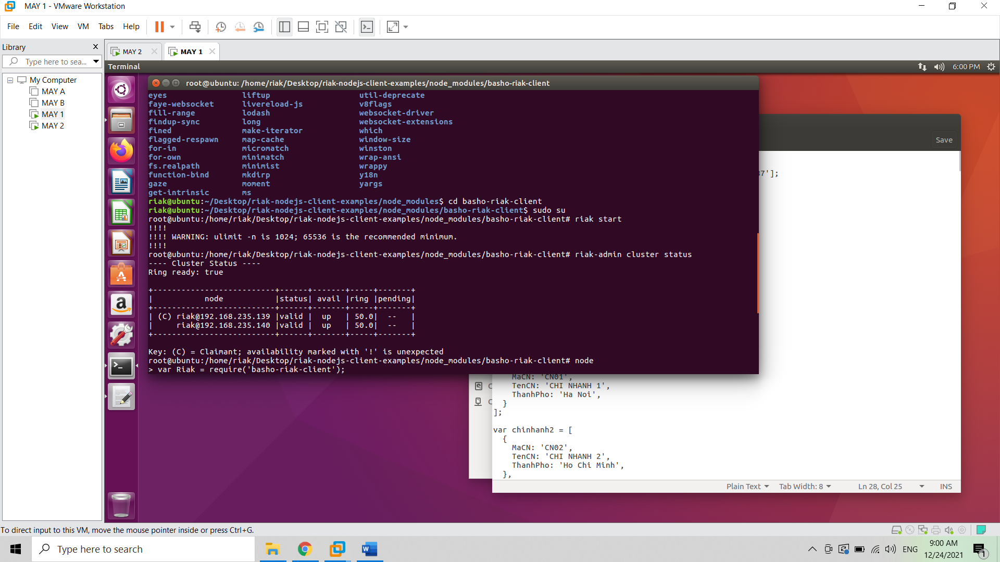 MAY 1 - VMware Workstation
File Edit View VM Tabs Help
Library
Type here to sea...
My Computer
MAY A
MAY B
MAY 1
MAY 2
MAY 2 MAY 1
Terminal 6:00 PM
root@ubuntu: /home/riak/Desktop/riak-nodejs-client-examples/node_modules/basho-riak-client
eyes liftup util-deprecate
faye-websocket livereload-js v8flags
fill-range lodash websocket-driver
findup-sync long websocket-extensions
fined make-iterator which
flagged-respawn map-cache window-size
for-in micromatch winston
for-own minimatch wrap-ansi
fs.realpath minimist wrappy
function-bind mkdirp y18n
gaze moment yargs
get-intrinsic ms
riak@ubuntu:~/Desktop/riak-nodejs-client-examples/node_modules$ cd basho-riak-client
riak@ubuntu:~/Desktop/riak-nodejs-client-examples/node_modules/basho-riak-client$ sudo su
root@ubuntu:/home/riak/Desktop/riak-nodejs-client-examples/node_modules/basho-riak-client# riak start
!!!!
!!!! WARNING: ulimit -n is 1024; 65536 is the recommended minimum.
!!!!
root@ubuntu:/home/riak/Desktop/riak-nodejs-client-examples/node_modules/basho-riak-client# riak-admin cluster status
---- Cluster Status ----
Ring ready: true
+--------------------------+------+-------+-----+-------+
| node |status| avail |ring |pending|
+--------------------------+------+-------+-----+-------+
| (C) riak@192.168.235.139 |valid | up | 50.0| -- |
| riak@192.168.235.140 |valid | up | 50.0| -- |
+--------------------------+------+-------+-----+-------+
Key: (C) = Claimant; availability marked with '!' is unexpected
root@ubuntu:/home/riak/Desktop/riak-nodejs-client-examples/node_modules/basho-riak-client# node
> var Riak = require('basho-riak-client');
Save
37'];
MaCN: 'CN01',
TenCN: 'CHI NHANH 1',
ThanhPho: 'Ha Noi',
}
];
var chinhanh2 = [
{
MaCN: 'CN02',
TenCN: 'CHI NHANH 2',
ThanhPho: 'Ho Chi Minh',
},
Plain Text Tab Width: 8 Ln 28, Col 25 INS
To direct input to this VM, move the mouse pointer inside or press Ctrl+G.
Type here to search
ENG
9:00 AM
12/24/2021
1